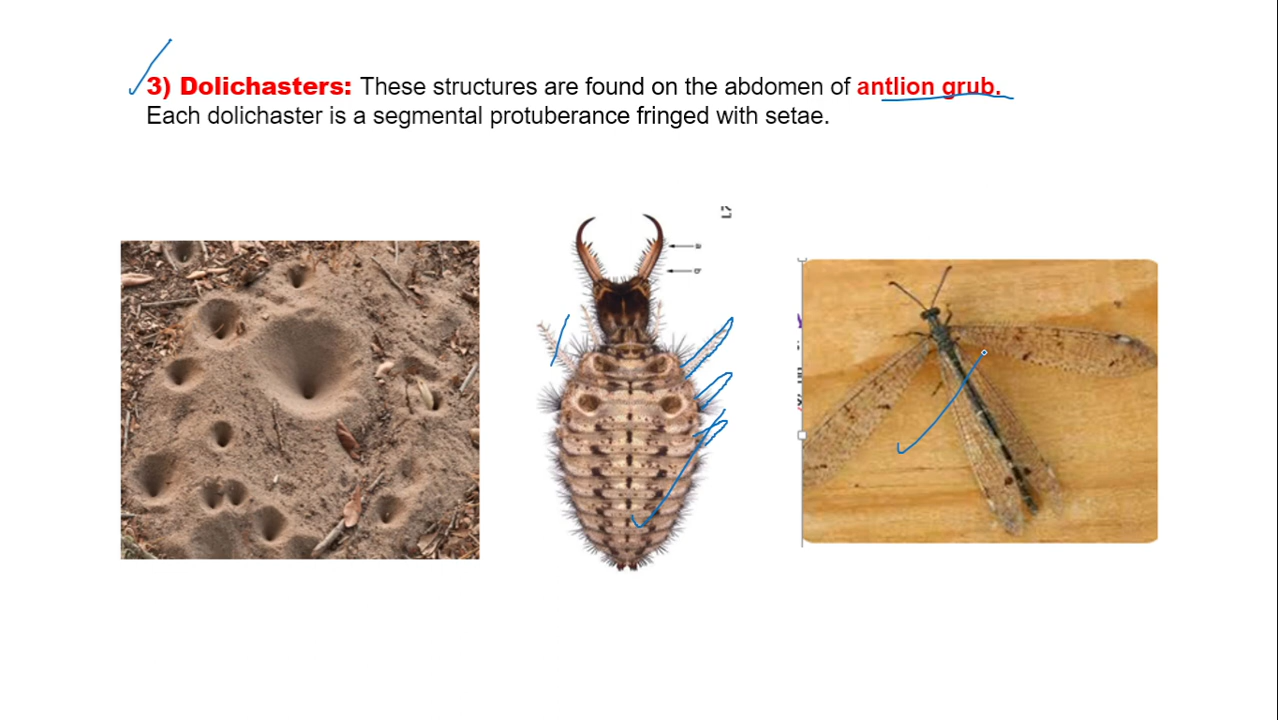 3) Dolichasters: These structures are found on the abdomen of antlion grub.
Each dolichaster is a segmental protuberance fringed with setae.